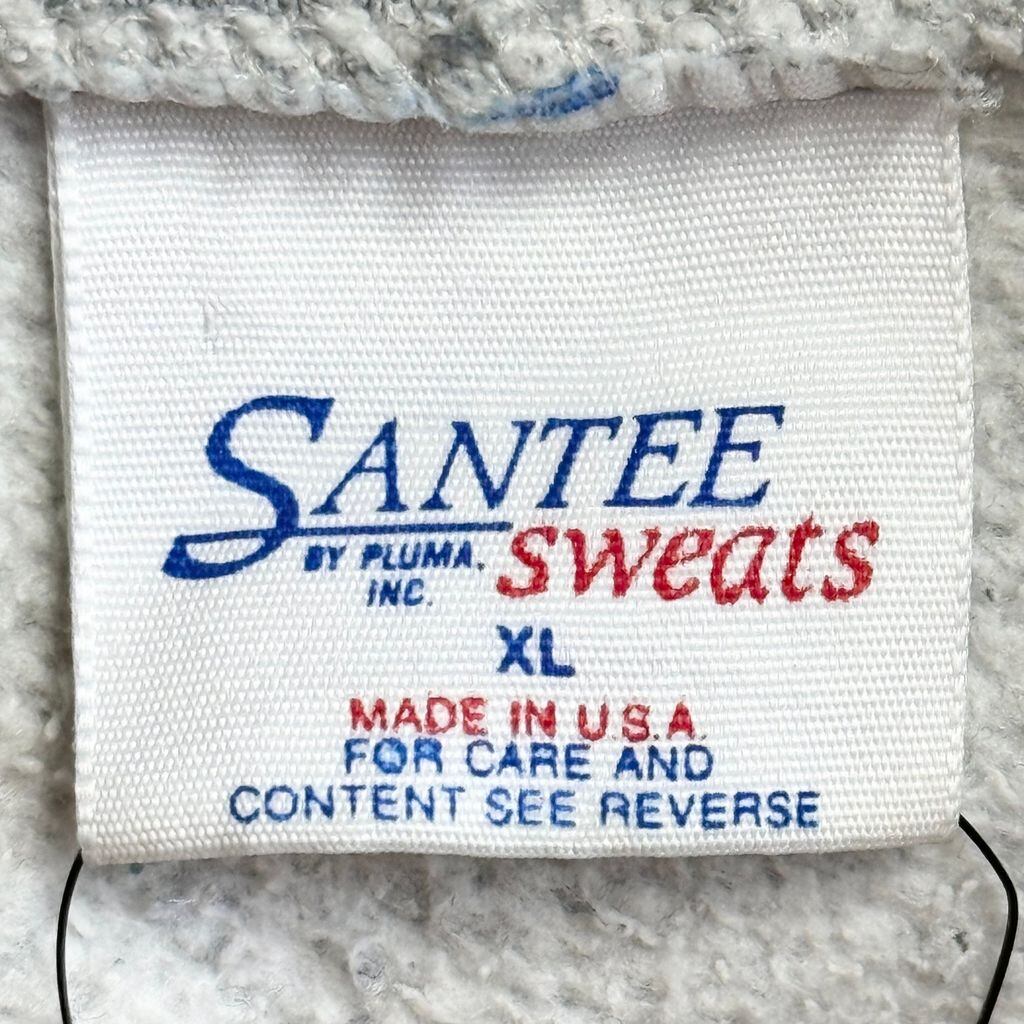 SANTEE
BY PLUMA, sweats
INC.
XL
MADE IN U.S.A.
FOR CARE AND
CONTENT SEE REVERSE